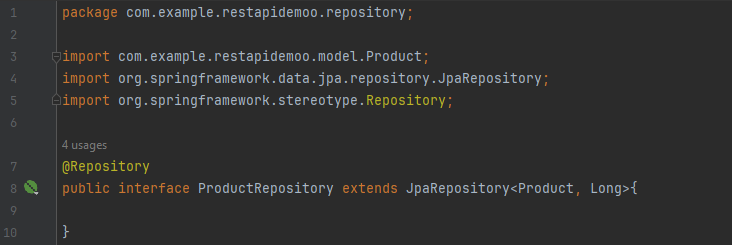 1 package com.example.restapidemoo.repository;
2
3 import com.example.restapidemoo.model.Product;
4 import org.springframework.data.jpa.repository.JpaRepository;
5 import org.springframework.stereotype.Repository;
6
4 usages
7 @Repository
8 public interface ProductRepository extends JpaRepository<Product, Long>{
9
10 }